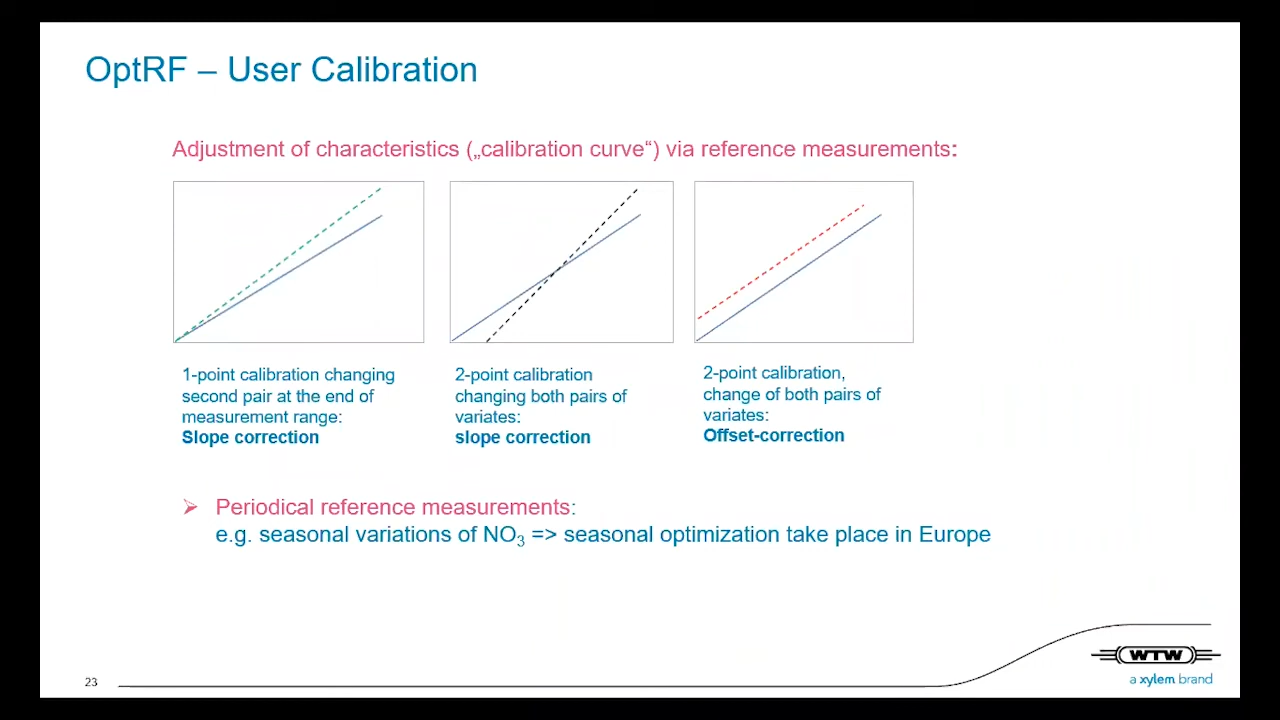 OptRF – User Calibration
Adjustment of characteristics („calibration curve“) via reference measurements:
1-point calibration changing
second pair at the end of
measurement range:
Slope correction
2-point calibration
changing both pairs of
variates:
slope correction
2-point calibration,
change of both pairs of
variates:
Offset-correction
➢ Periodical reference measurements:
e.g. seasonal variations of NO₃ => seasonal optimization take place in Europe
23
WTW
a xylem brand